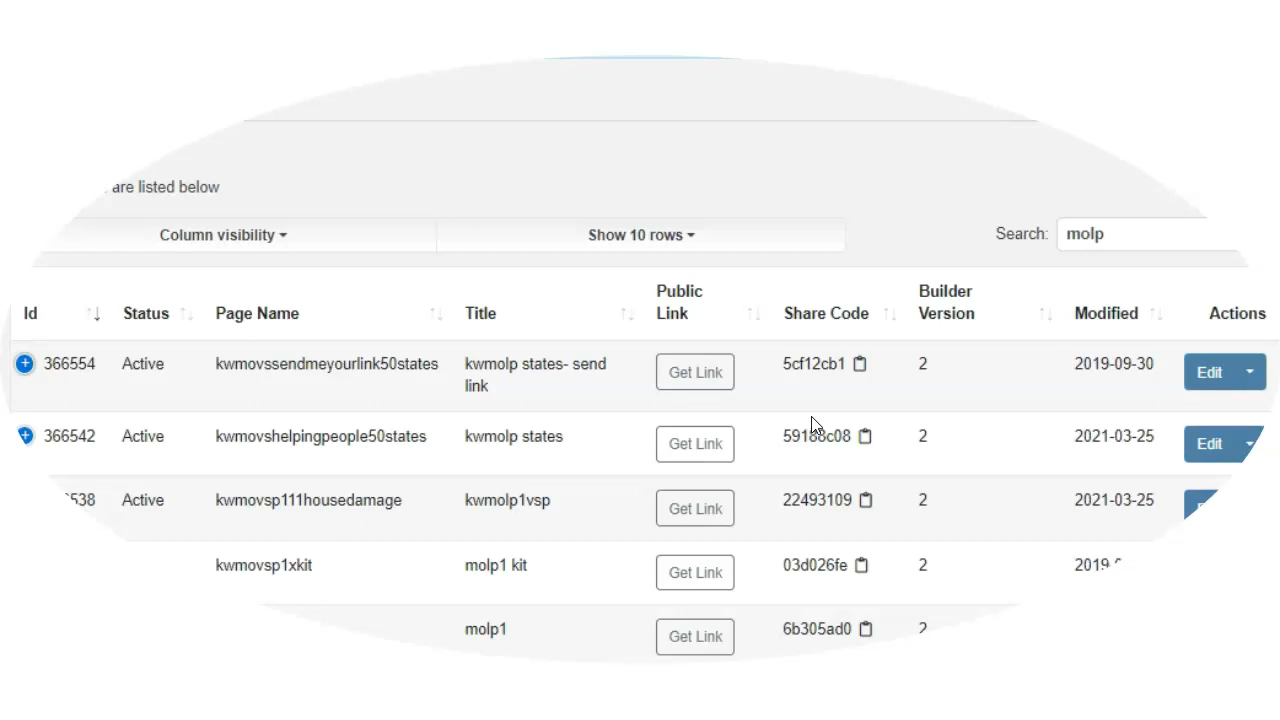 are listed below
Column visibility Show 10 rows Search: molp
Id Status Page Name Title Public Link Share Code Builder Version Modified Actions
366554 Active kwmovssendmeyourlink50states kwmolp states- send link Get Link 5cf12cb1 2 2019-09-30 Edit
366542 Active kwmovshelpingpeople50states kwmolp states Get Link 59188c08 2 2021-03-25 Edit
538 Active kwmovsp111housedamage kwmolp1vsp Get Link 22493109 2 2021-03-25
kwmovsp1xkit molp1 kit Get Link 03d026fe 2 2019-
molp1 Get Link 6b305ad0 2